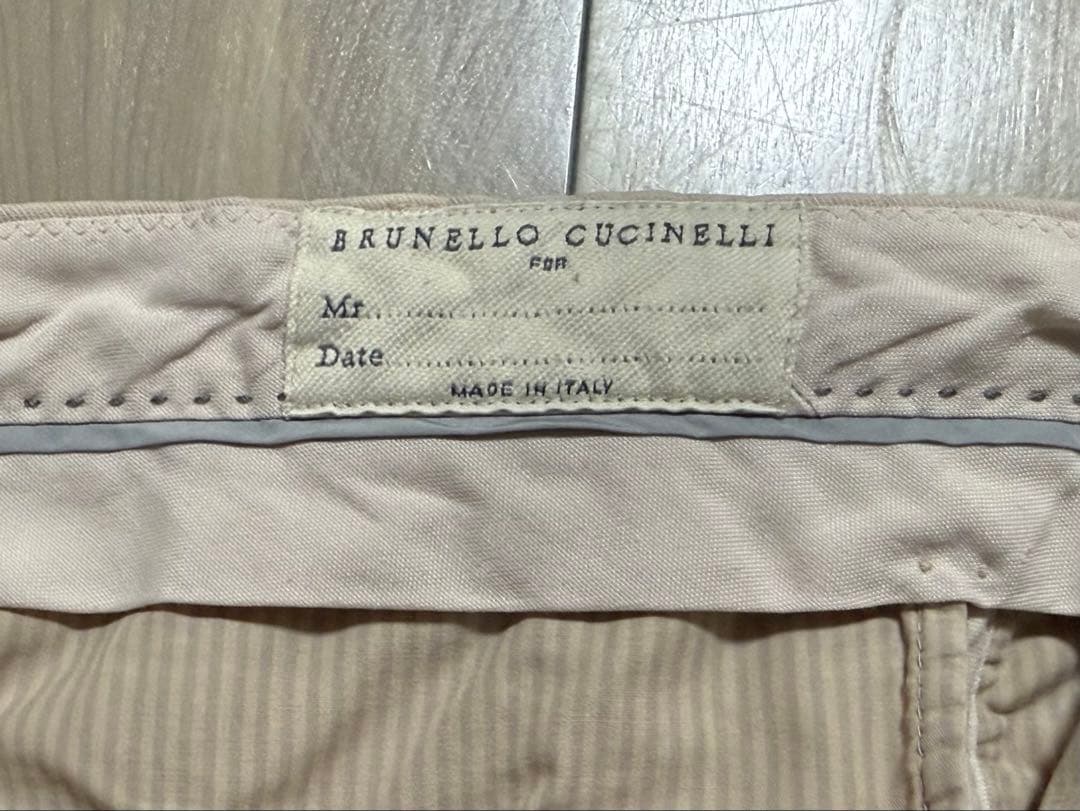 BRUNELLO CUCINELLI
FOR
Mr..............................
Date..............................
MADE IN ITALY